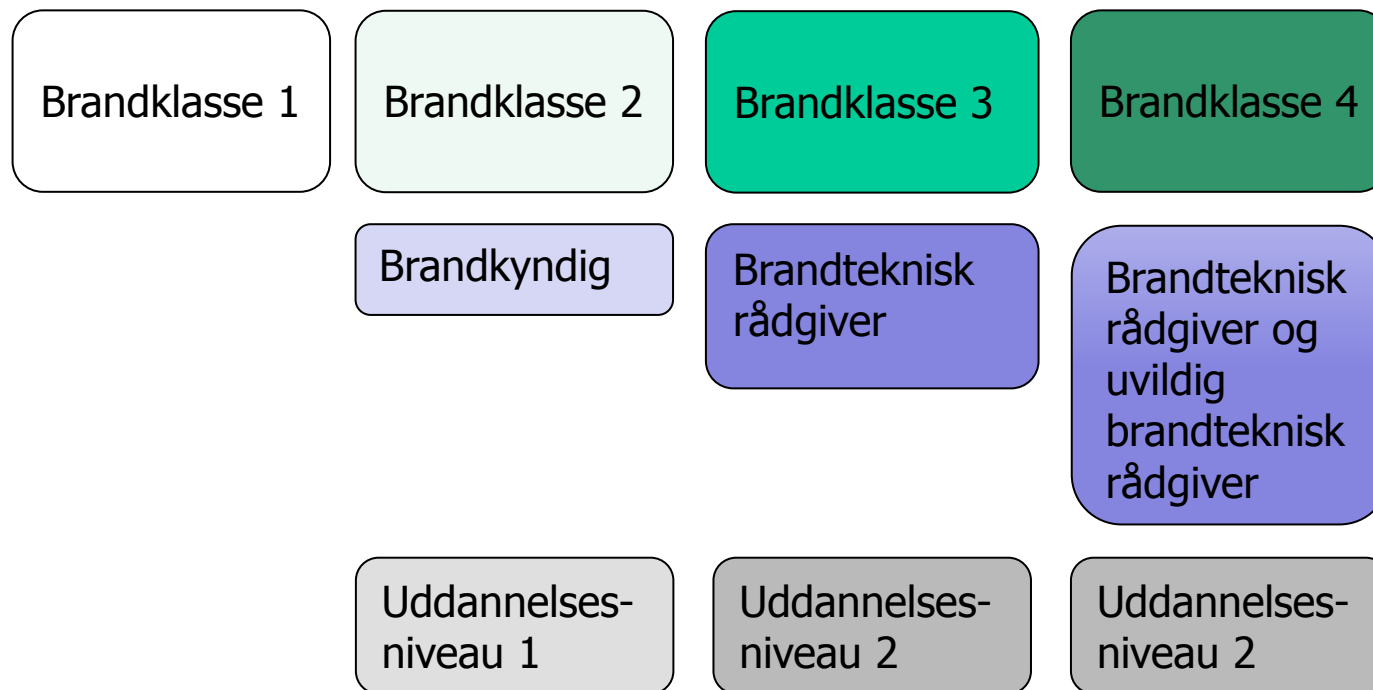 Brandklasse 1
Brandklasse 2
Brandklasse 3
Brandklasse 4
Brandkyndig
Brandteknisk
rådgiver
Brandteknisk
rådgiver og
uvildig
brandteknisk
rådgiver
Uddannelses-
niveau 1
Uddannelses-
niveau 2
Uddannelses-
niveau 2